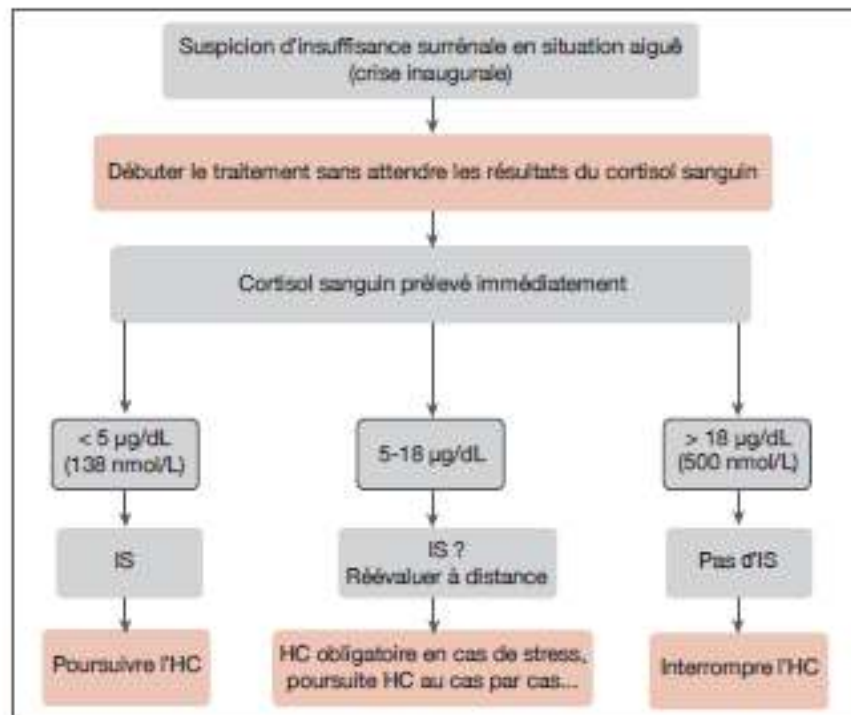 Suspicion d'insuffisance surrénale en situation aiguë
(crise inaugurale)
Débuter le traitement sans attendre les résultats du cortisol sanguin
Cortisol sanguin prélevé immédiatement
< 5 µg/dL
(138 nmol/L)
5-18 µg/dL
> 18 µg/dL
(500 nmol/L)
IS
IS ?
Réévaluer à distance
Pas d'IS
Poursuivre l'HC
HC obligatoire en cas de stress,
poursuite HC au cas par cas...
Interrompre l'HC